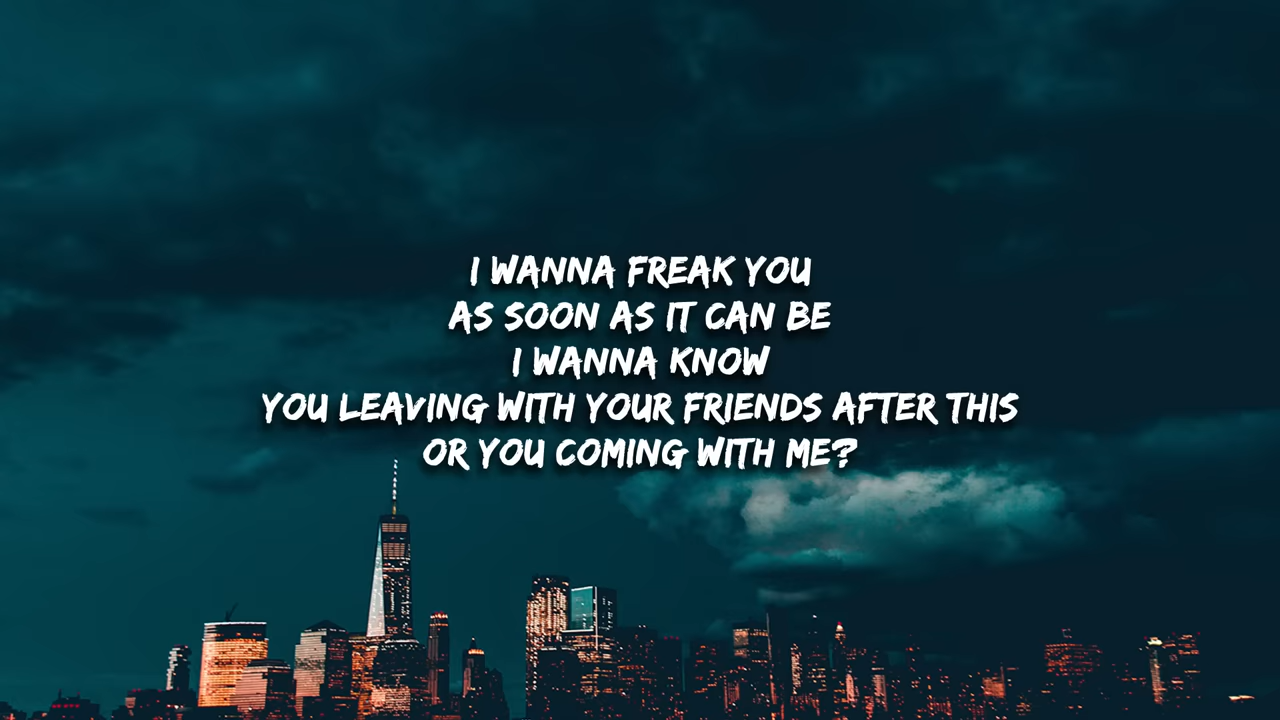 I WANNA FREAK YOU
AS SOON AS IT CAN BE
I WANNA KNOW
YOU LEAVING WITH YOUR FRIENDS AFTER THIS
OR YOU COMING WITH ME?